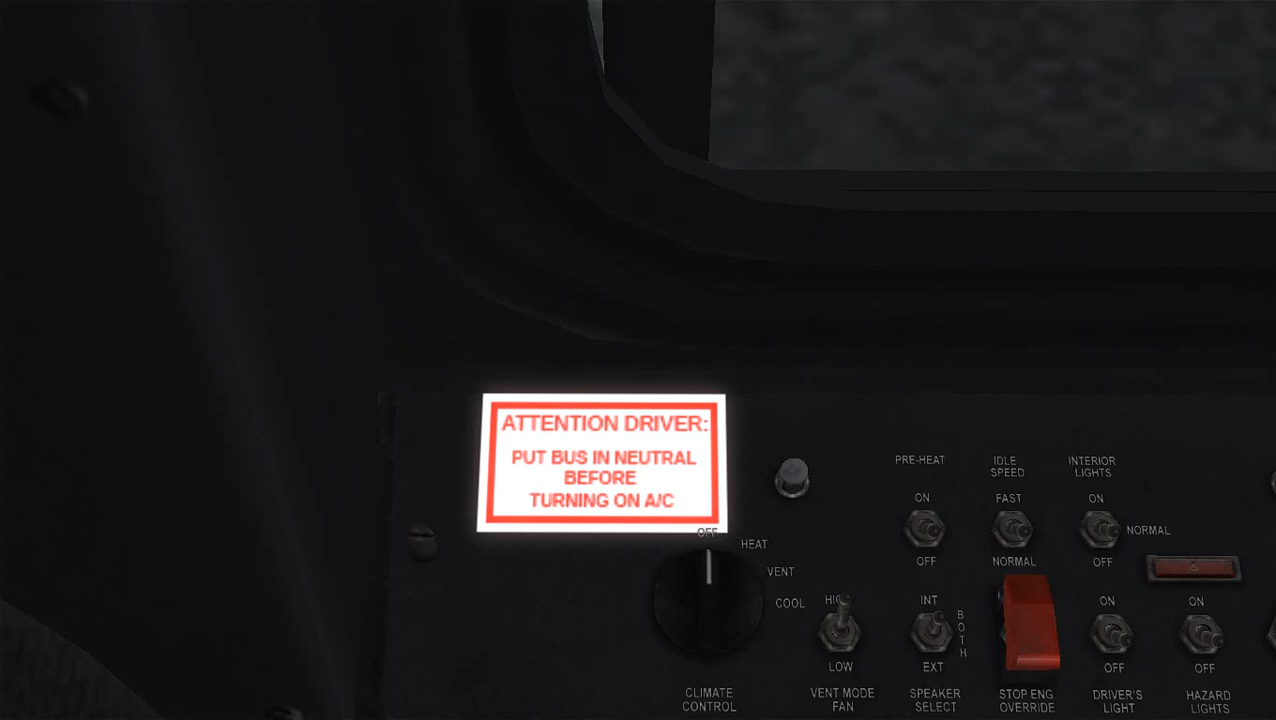 ATTENTION DRIVER:
PUT BUS IN NEUTRAL
BEFORE
TURNING ON A/C
OFF
HEAT
VENT
COOL
CLIMATE
CONTROL
HIGH
LOW
VENT MODE
FAN
PRE-HEAT
ON
OFF
INT
BOTH
EXT
SPEAKER
SELECT
IDLE
SPEED
FAST
NORMAL
STOP ENG
OVERRIDE
INTERIOR
LIGHTS
ON
NORMAL
OFF
ON
OFF
DRIVER'S
LIGHT
ON
OFF
HAZARD
LIGHTS